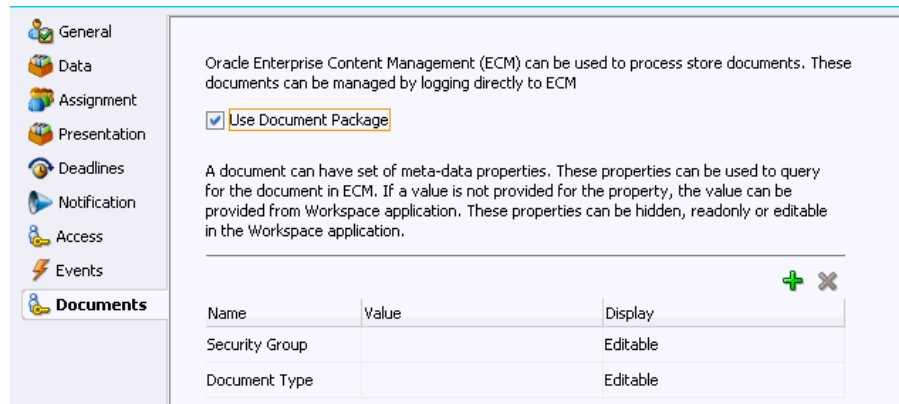 General
Data
Assignment
Presentation
Deadlines
Notification
Access
Events
Documents
Oracle Enterprise Content Management (ECM) can be used to process store documents. These
documents can be managed by logging directly to ECM
Use Document Package
A document can have set of meta-data properties. These properties can be used to query
for the document in ECM. If a value is not provided for the property, the value can be
provided from Workspace application. These properties can be hidden, readonly or editable
in the Workspace application.
Name Value Display
Security Group Editable
Document Type Editable